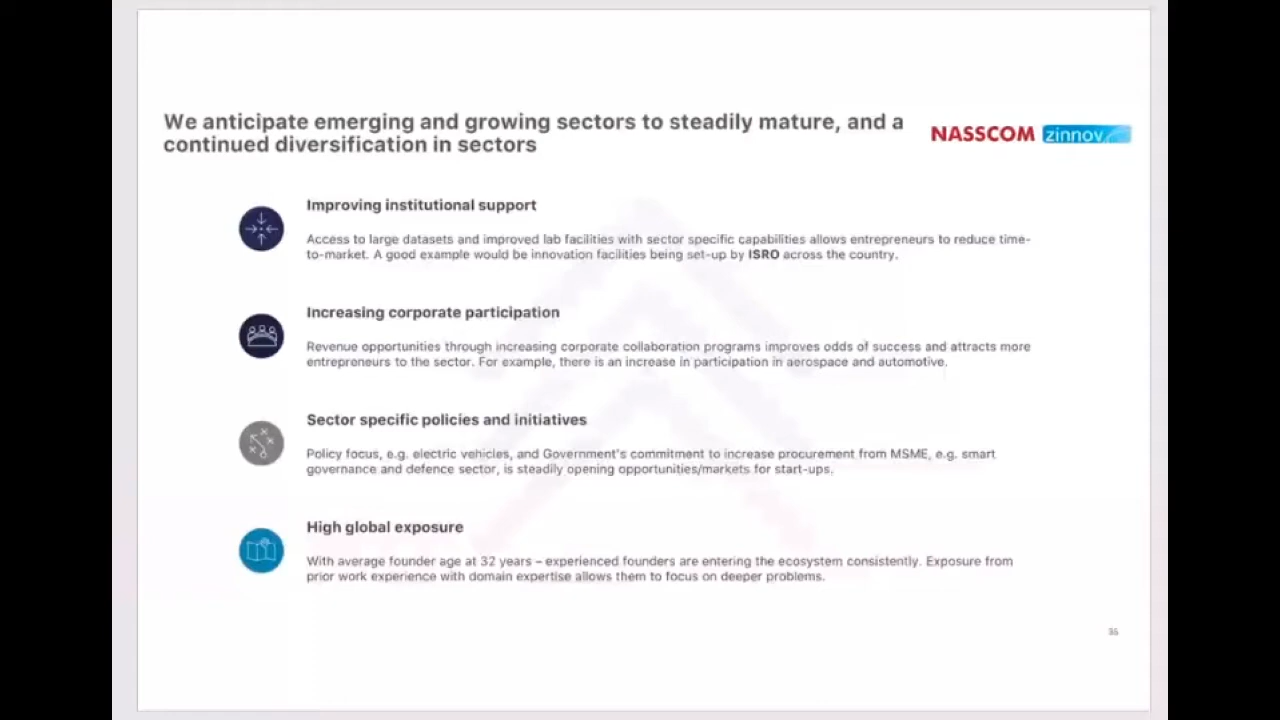 We anticipate emerging and growing sectors to steadily mature, and a
continued diversification in sectors
NASSCOM zinnov
Improving institutional support
Access to large datasets and improved lab facilities with sector specific capabilities allows entrepreneurs to reduce time-
to-market. A good example would be innovation facilities being set-up by ISRO across the country.
Increasing corporate participation
Revenue opportunities through increasing corporate collaboration programs improves odds of success and attracts more
entrepreneurs to the sector. For example, there is an increase in participation in aerospace and automotive.
Sector specific policies and initiatives
Policy focus, e.g. electric vehicles, and Government's commitment to increase procurement from MSME, e.g. smart
governance and defence sector, is steadily opening opportunities/markets for start-ups.
High global exposure
With average founder age at 32 years – experienced founders are entering the ecosystem consistently. Exposure from
prior work experience with domain expertise allows them to focus on deeper problems.
35